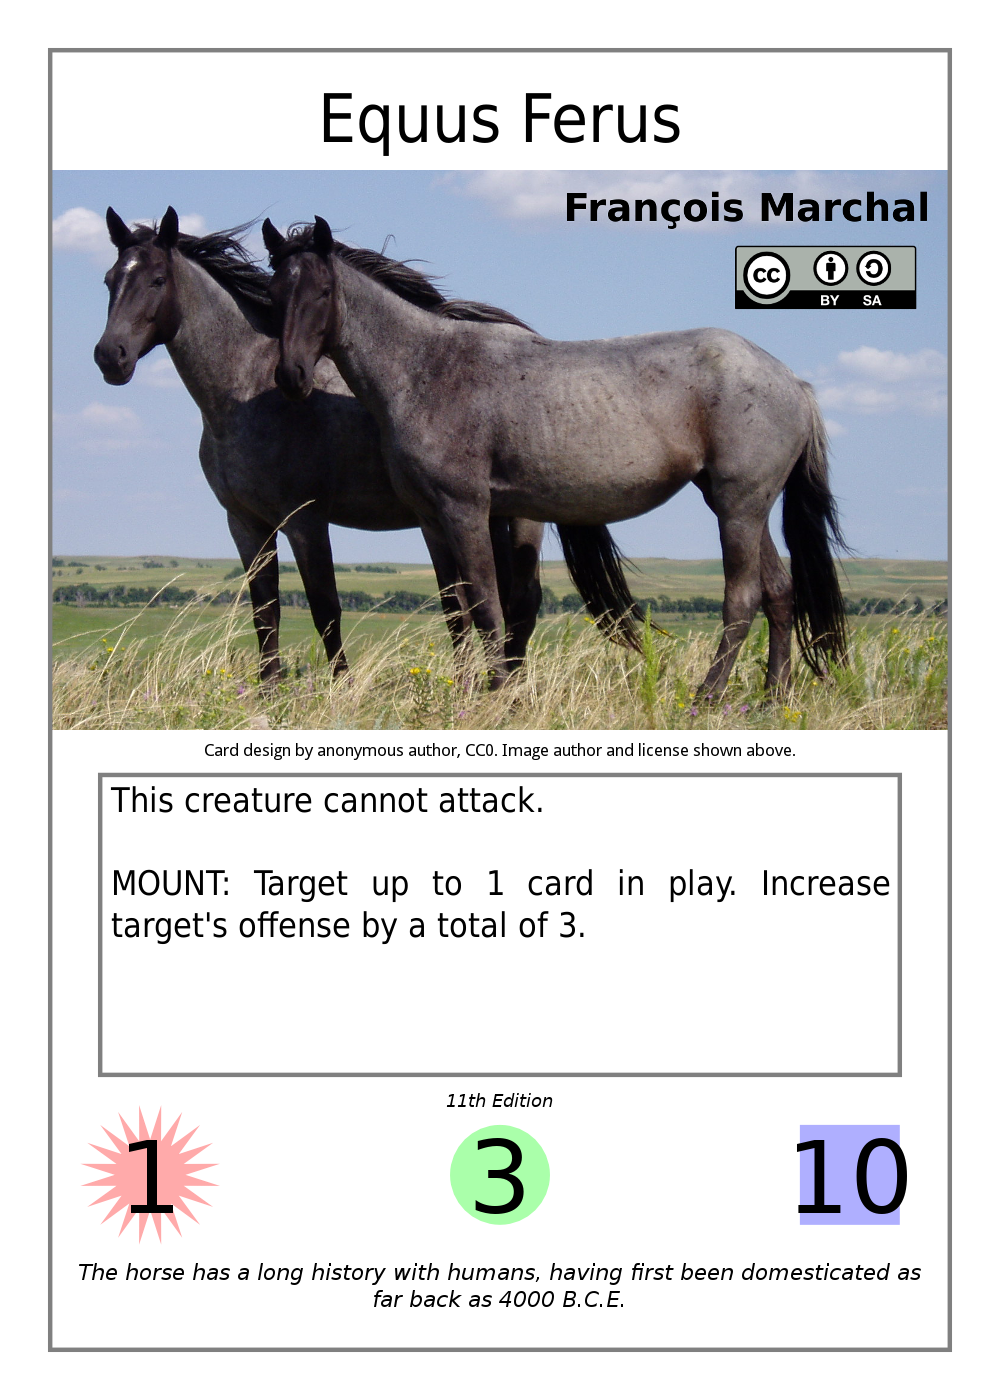 Equus Ferus
François Marchal
cc
BY SA
Card design by anonymous author, CC0. Image author and license shown above.
This creature cannot attack.
MOUNT: Target up to 1 card in play. Increase
target's offense by a total of 3.
11th Edition
1 3 10
The horse has a long history with humans, having first been domesticated as
far back as 4000 B.C.E.